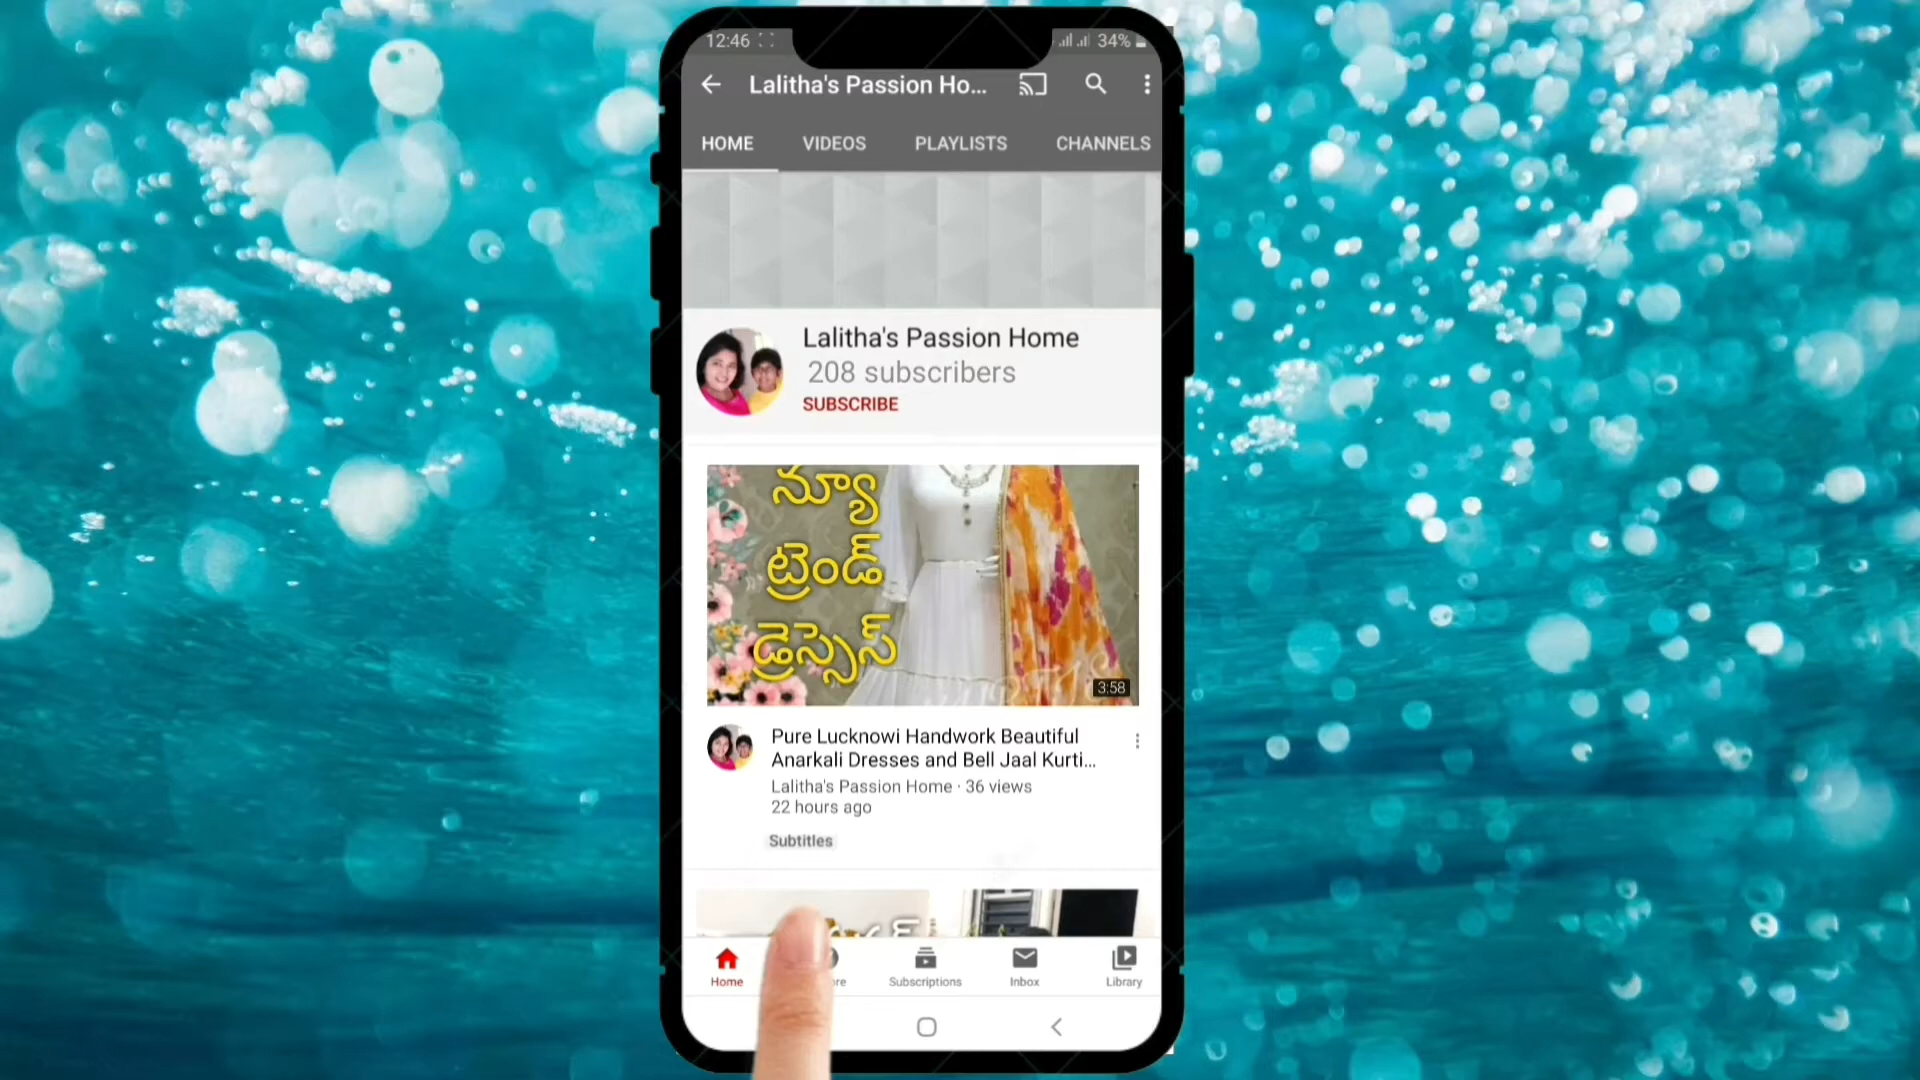 12:46
34%
Lalitha's Passion Ho...
HOME VIDEOS PLAYLISTS CHANNELS
Lalitha's Passion Home
208 subscribers
SUBSCRIBE
న్యూ
ట్రెండ్
డ్రెస్సెస్
3:58
Pure Lucknowi Handwork Beautiful
Anarkali Dresses and Bell Jaal Kurti...
Lalitha's Passion Home · 36 views
22 hours ago
Subtitles
Home Subscriptions Inbox Library